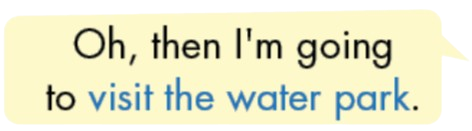 Oh, then I'm going
to visit the water park.